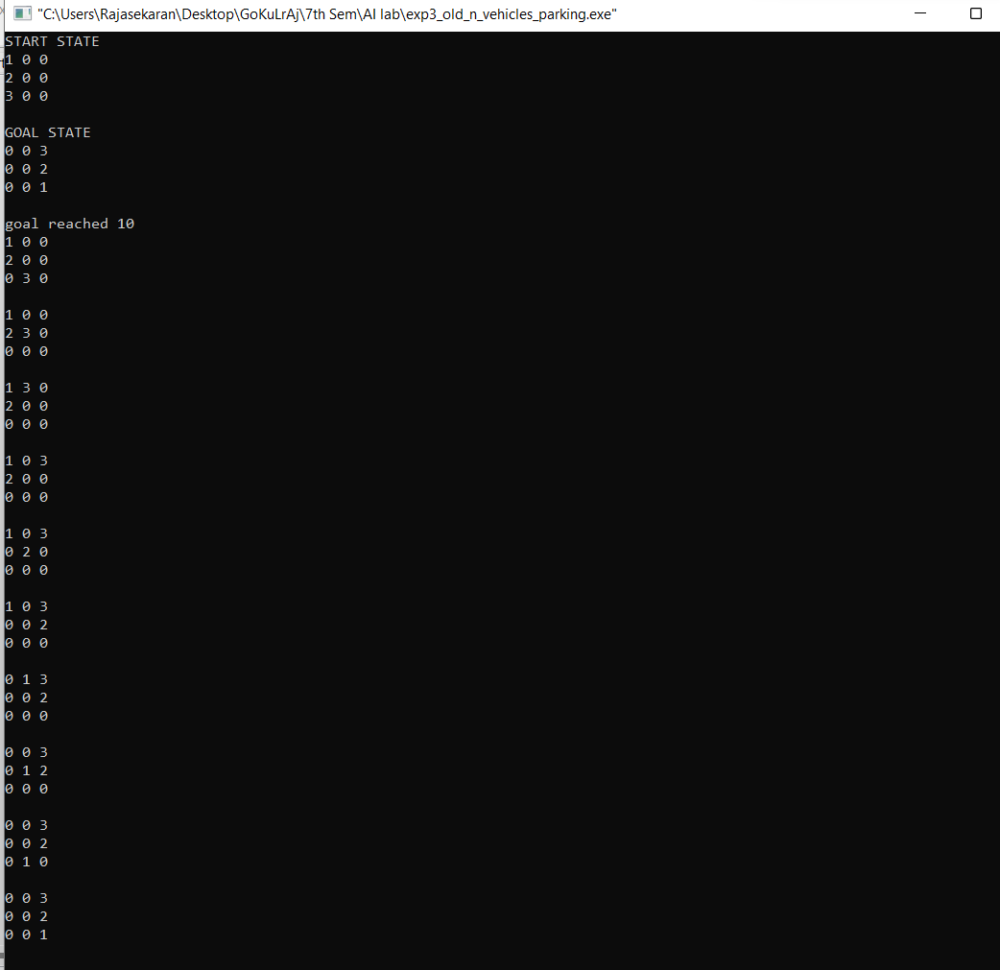 "C:\Users\Rajasekaran\Desktop\GoKuLrAj\7th Sem\AI lab\exp3_old_n_vehicles_parking.exe"
START STATE
1 0 0
2 0 0
3 0 0
GOAL STATE
0 0 3
0 0 2
0 0 1
goal reached 10
1 0 0
2 0 0
0 3 0
1 0 0
2 3 0
0 0 0
1 3 0
2 0 0
0 0 0
1 0 3
2 0 0
0 0 0
1 0 3
0 2 0
0 0 0
1 0 3
0 0 2
0 0 0
0 1 3
0 0 2
0 0 0
0 0 3
0 1 2
0 0 0
0 0 3
0 0 2
0 1 0
0 0 3
0 0 2
0 0 1